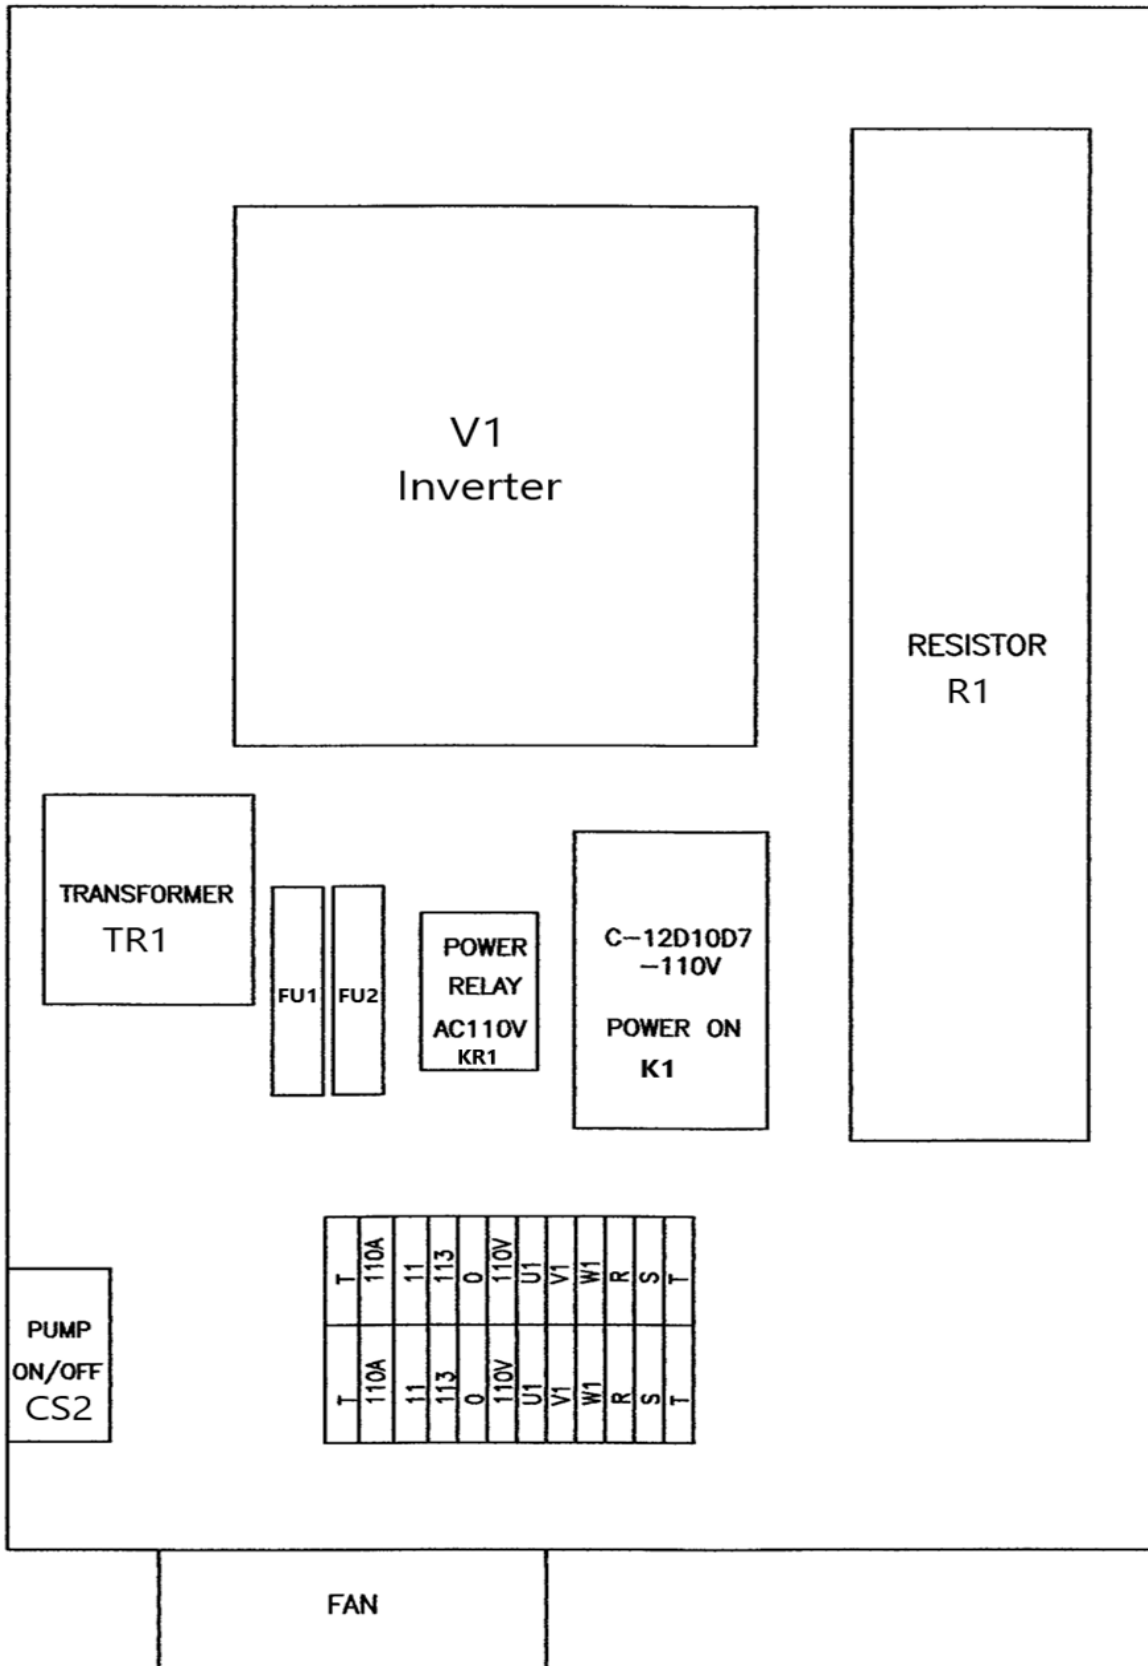 V1
Inverter
RESISTOR
R1
TRANSFORMER
TR1
FU1
FU2
POWER
RELAY
AC110V
KR1
C-12D10D7
-110V
POWER ON
K1
T 110A 11 113 0 110V U1 V1 W1 R S T
T 110A 11 113 0 110V U1 V1 W1 R S T
PUMP
ON/OFF
CS2
FAN